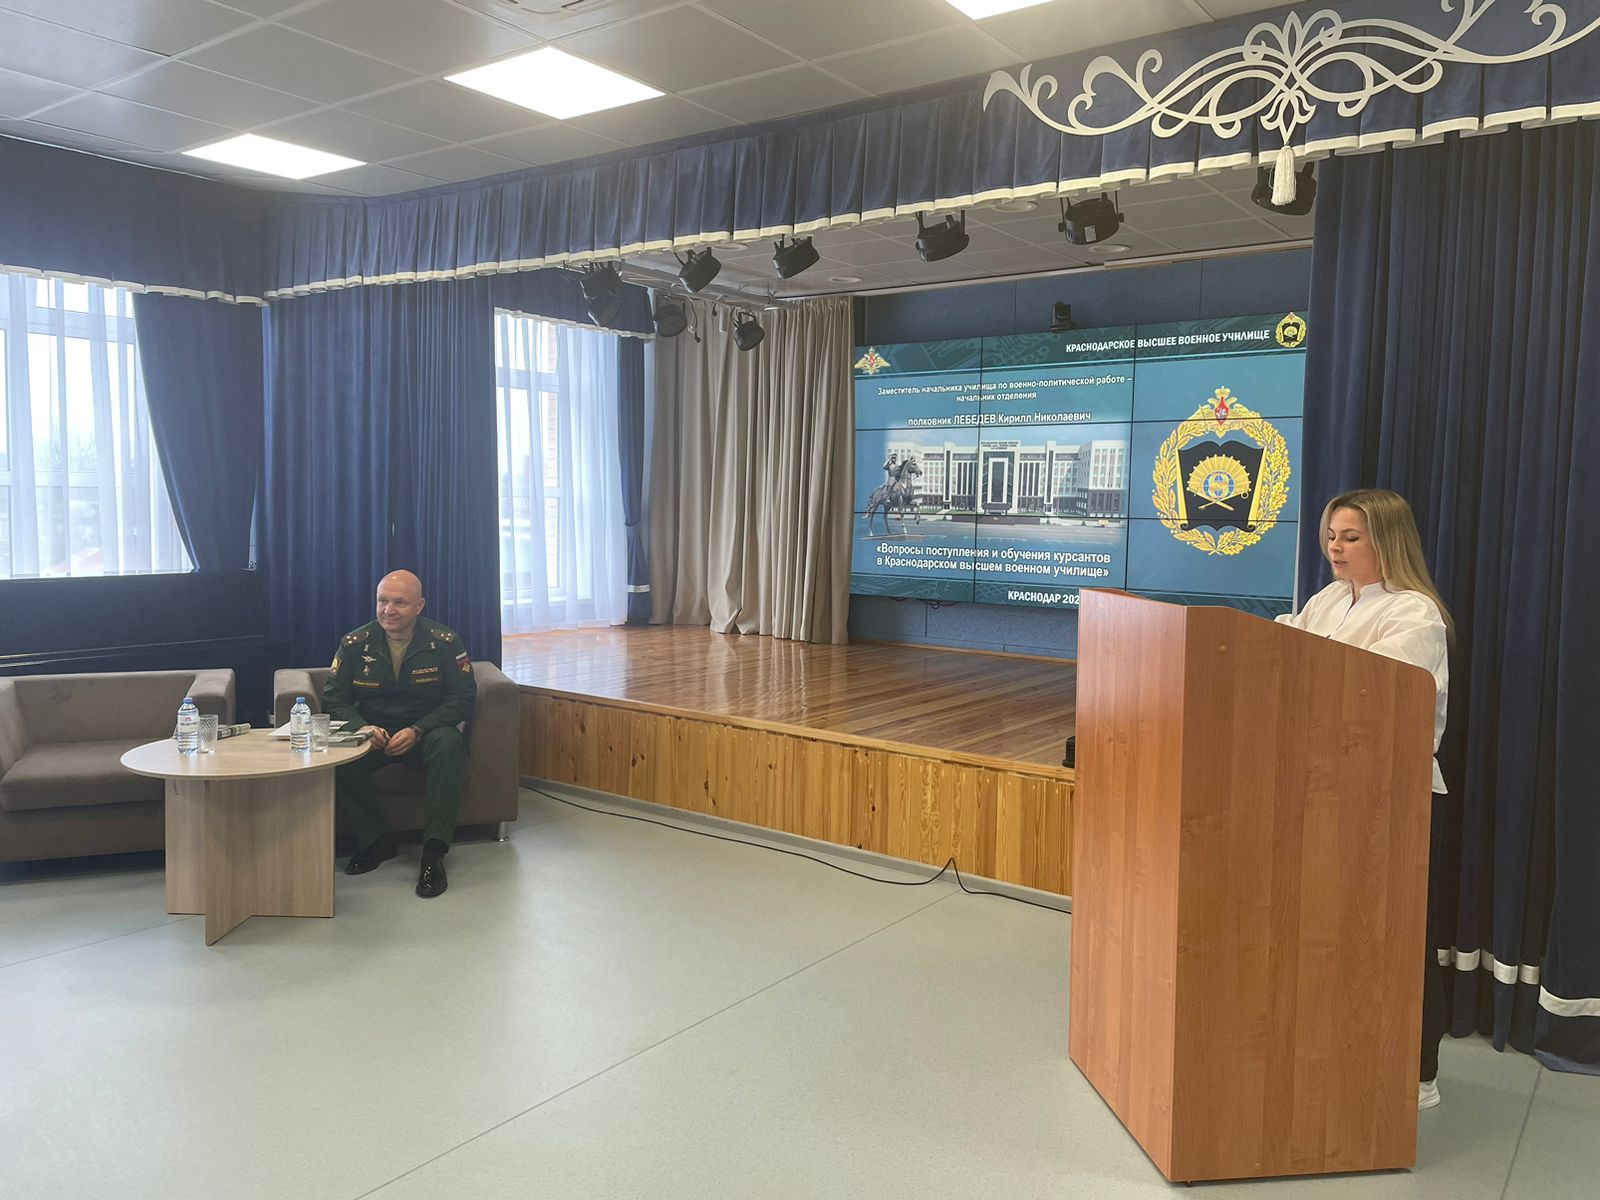 КРАСНОДАРСКОЕ ВЫСШЕЕ ВОЕННОЕ УЧИЛИЩЕ
Заместитель начальника училища по военно-политической работе –
начальник отделения
полковник ЛЕБЕДЕВ Кирилл Николаевич
«Вопросы поступления и обучения курсантов
в Краснодарском высшем военном училище»
КРАСНОДАР